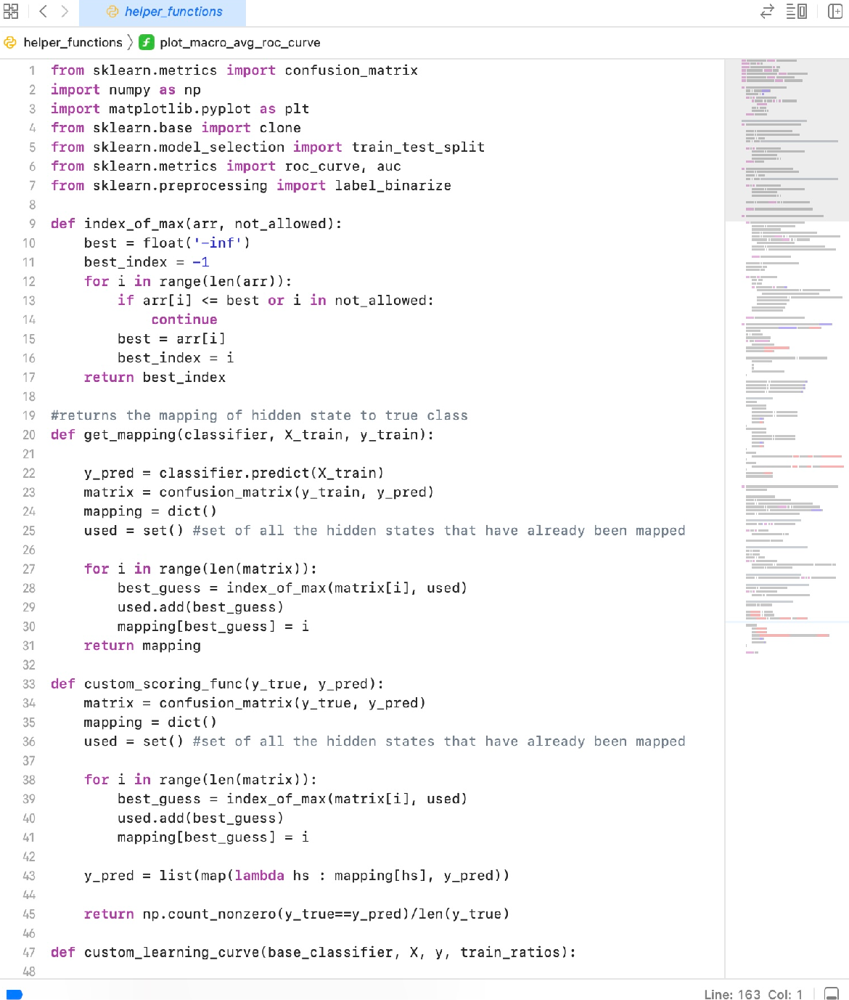 helper_functions
helper_functions 〉 f plot_macro_avg_roc_curve
1 from sklearn.metrics import confusion_matrix
2 import numpy as np
3 import matplotlib.pyplot as plt
4 from sklearn.base import clone
5 from sklearn.model_selection import train_test_split
6 from sklearn.metrics import roc_curve, auc
7 from sklearn.preprocessing import label_binarize
8
9 def index_of_max(arr, not_allowed):
10     best = float('-inf')
11     best_index = -1
12     for i in range(len(arr)):
13         if arr[i] <= best or i in not_allowed:
14             continue
15         best = arr[i]
16         best_index = i
17     return best_index
18
19 #returns the mapping of hidden state to true class
20 def get_mapping(classifier, X_train, y_train):
21
22     y_pred = classifier.predict(X_train)
23     matrix = confusion_matrix(y_train, y_pred)
24     mapping = dict()
25     used = set() #set of all the hidden states that have already been mapped
26
27     for i in range(len(matrix)):
28         best_guess = index_of_max(matrix[i], used)
29         used.add(best_guess)
30         mapping[best_guess] = i
31     return mapping
32
33 def custom_scoring_func(y_true, y_pred):
34     matrix = confusion_matrix(y_true, y_pred)
35     mapping = dict()
36     used = set() #set of all the hidden states that have already been mapped
37
38     for i in range(len(matrix)):
39         best_guess = index_of_max(matrix[i], used)
40         used.add(best_guess)
41         mapping[best_guess] = i
42
43     y_pred = list(map(lambda hs : mapping[hs], y_pred))
44
45     return np.count_nonzero(y_true==y_pred)/len(y_true)
46
47 def custom_learning_curve(base_classifier, X, y, train_ratios):
48
Line: 163 Col: 1